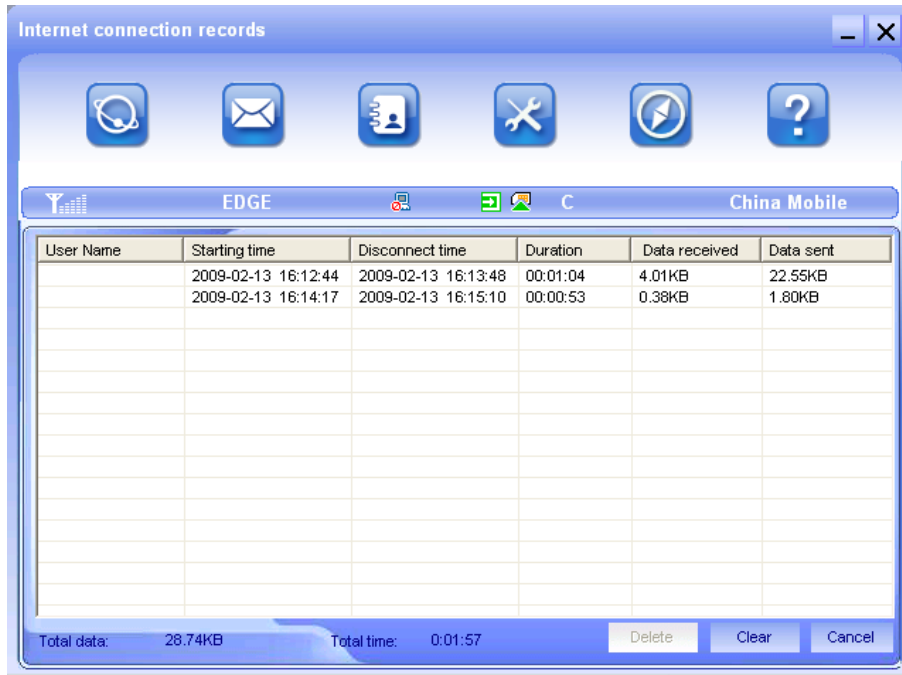 Internet connection records
EDGE C China Mobile
User Name Starting time Disconnect time Duration Data received Data sent
2009-02-13 16:12:44 2009-02-13 16:13:48 00:01:04 4.01KB 22.55KB
2009-02-13 16:14:17 2009-02-13 16:15:10 00:00:53 0.38KB 1.80KB
Total data: 28.74KB Total time: 0:01:57 Delete Clear Cancel